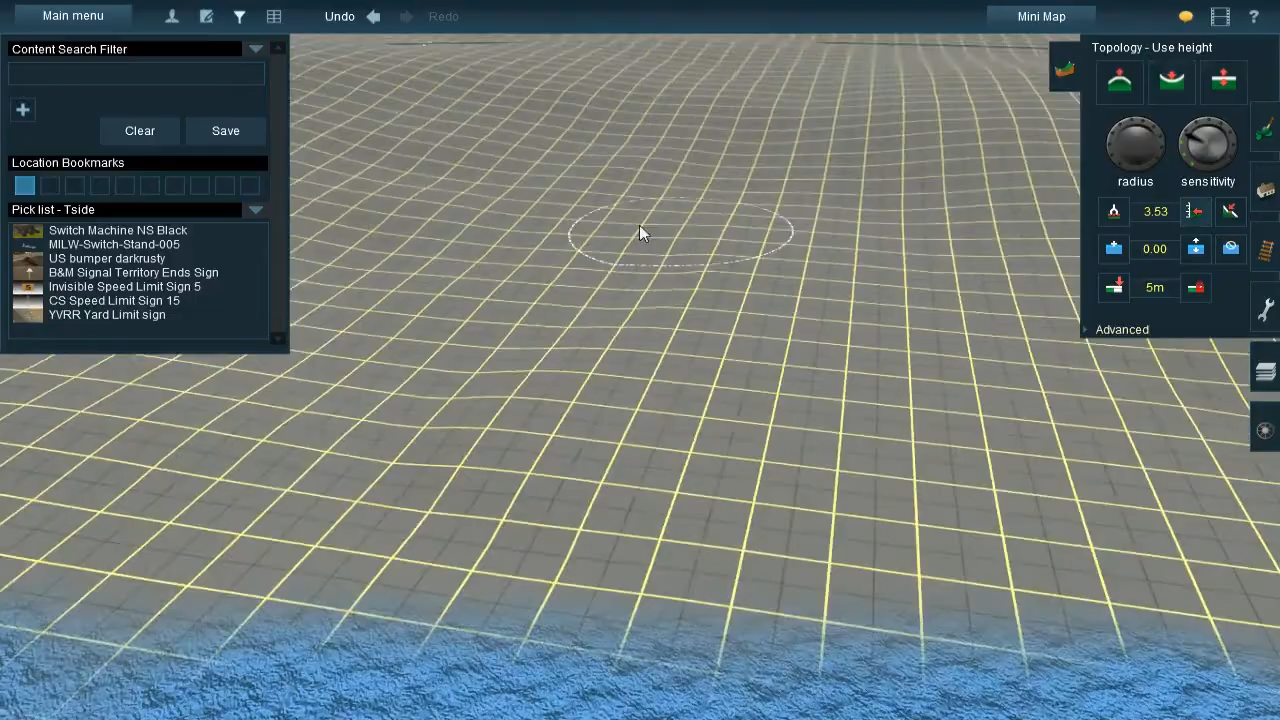 Main menu
Undo
Redo
Mini Map
?
Content Search Filter
Clear
Save
Location Bookmarks
Pick list - Tside
Switch Machine NS Black
MILW-Switch-Stand-005
US bumper darkrusty
B&M Signal Territory Ends Sign
Invisible Speed Limit Sign 5
CS Speed Limit Sign 15
YVRR Yard Limit sign
Topology - Use height
radius
sensitivity
3.53
0.00
5m
Advanced